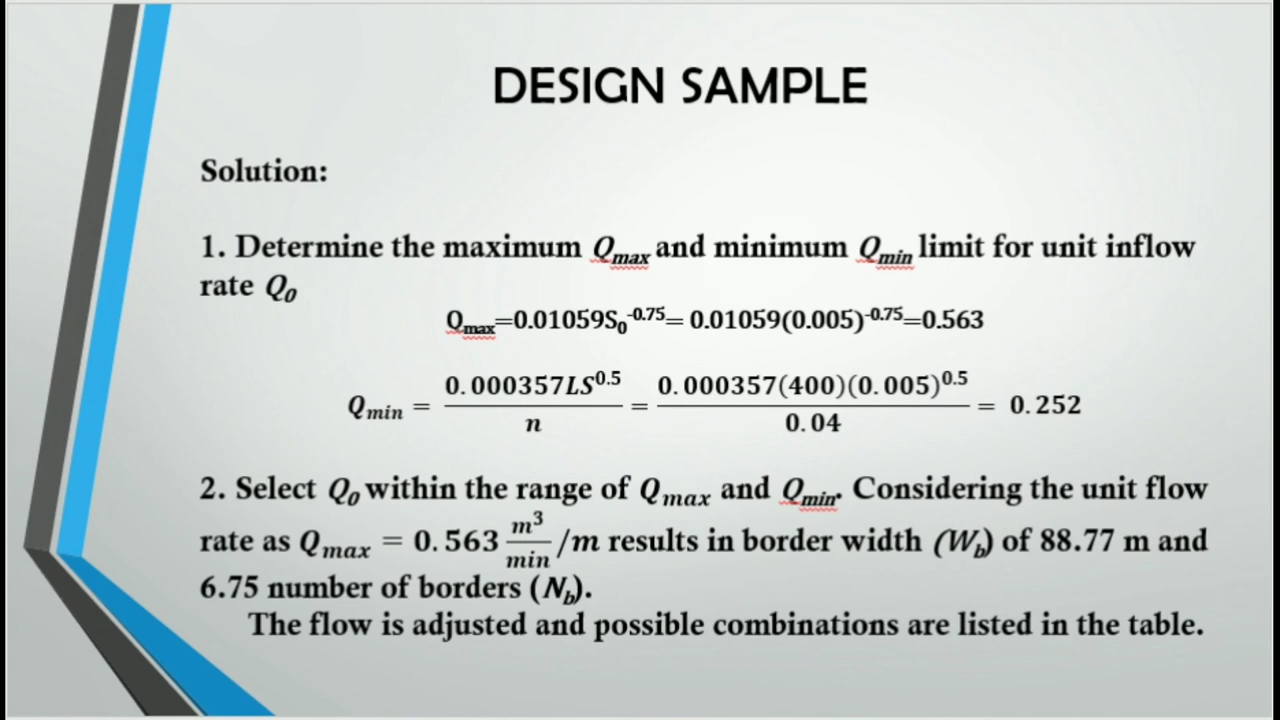 DESIGN SAMPLE
Solution:
1. Determine the maximum Qmax and minimum Qmin limit for unit inflow
rate Q0
Qmax=0.01059S0^-0.75= 0.01059(0.005)^-0.75=0.563
Qmin = 0.000357LS^0.5 / n = 0.000357(400)(0.005)^0.5 / 0.04 = 0.252
2. Select Qo within the range of Qmax and Qmin. Considering the unit flow
rate as Qmax = 0.563 m³/min /m results in border width (Wb) of 88.77 m and
6.75 number of borders (Nb).
The flow is adjusted and possible combinations are listed in the table.